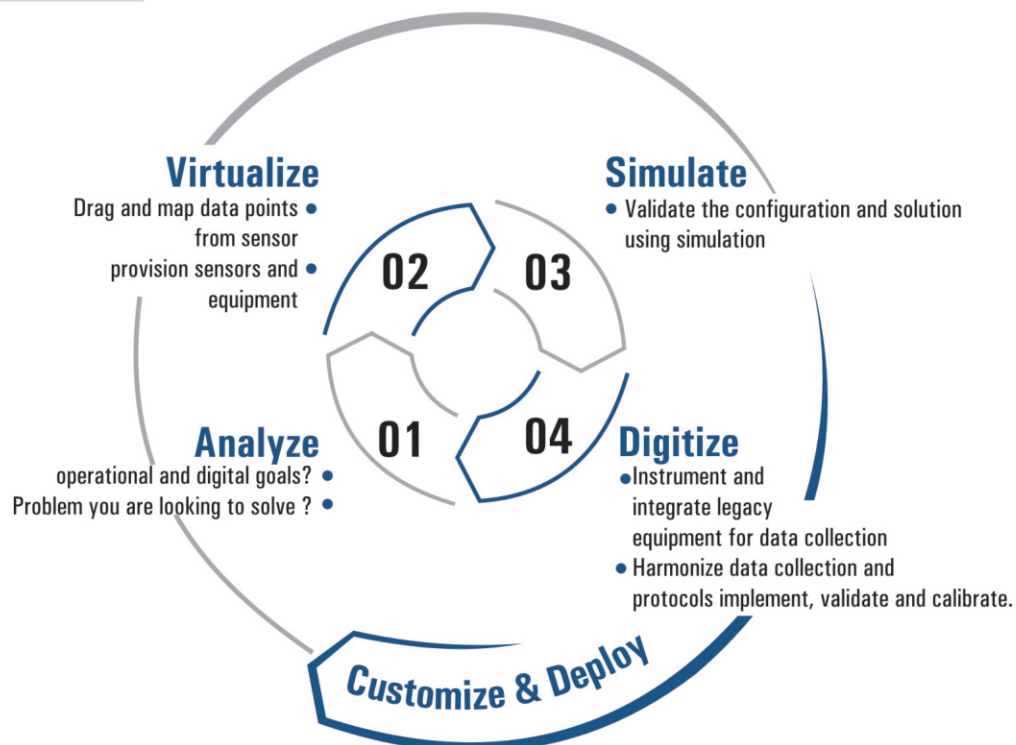 Virtualize
Drag and map data points •
from sensor
provision sensors and •
equipment
02
Simulate
• Validate the configuration and solution
using simulation
03
Analyze
operational and digital goals? •
Problem you are looking to solve ? •
01
04
Digitize
•Instrument and
integrate legacy
equipment for data collection
• Harmonize data collection and
protocols implement, validate and calibrate.
Customize & Deploy